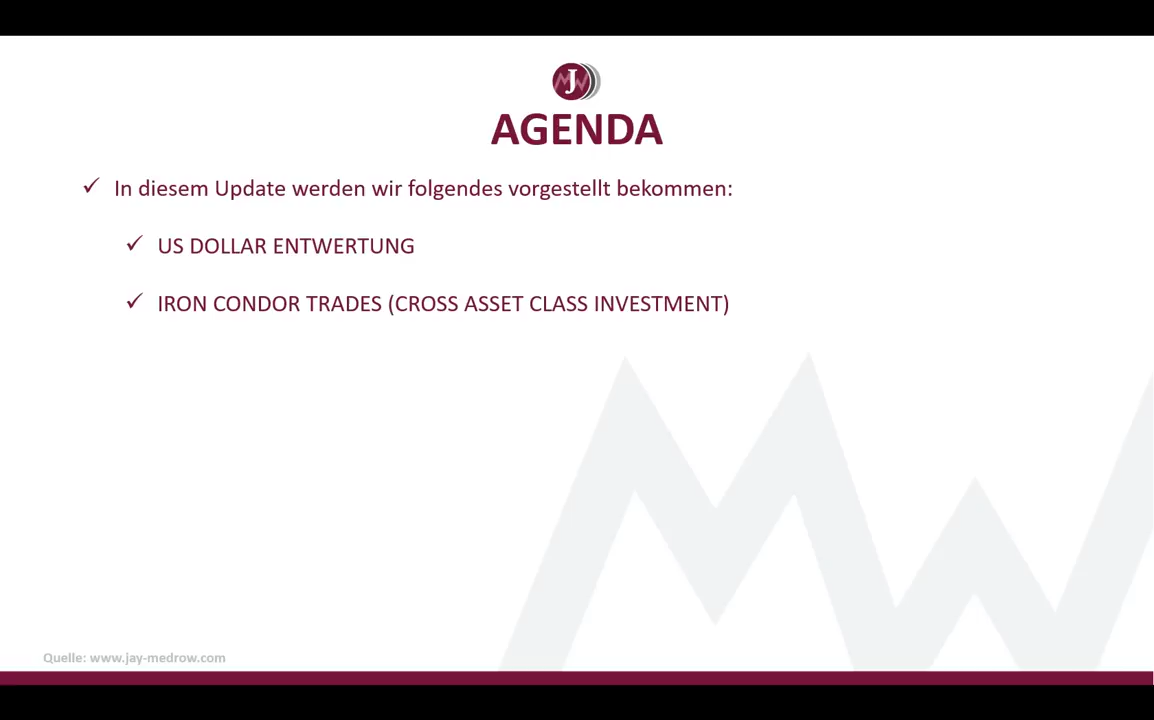 J
AGENDA
✓ In diesem Update werden wir folgendes vorgestellt bekommen:
✓ US DOLLAR ENTWERTUNG
✓ IRON CONDOR TRADES (CROSS ASSET CLASS INVESTMENT)
Quelle: www.jay-medrow.com